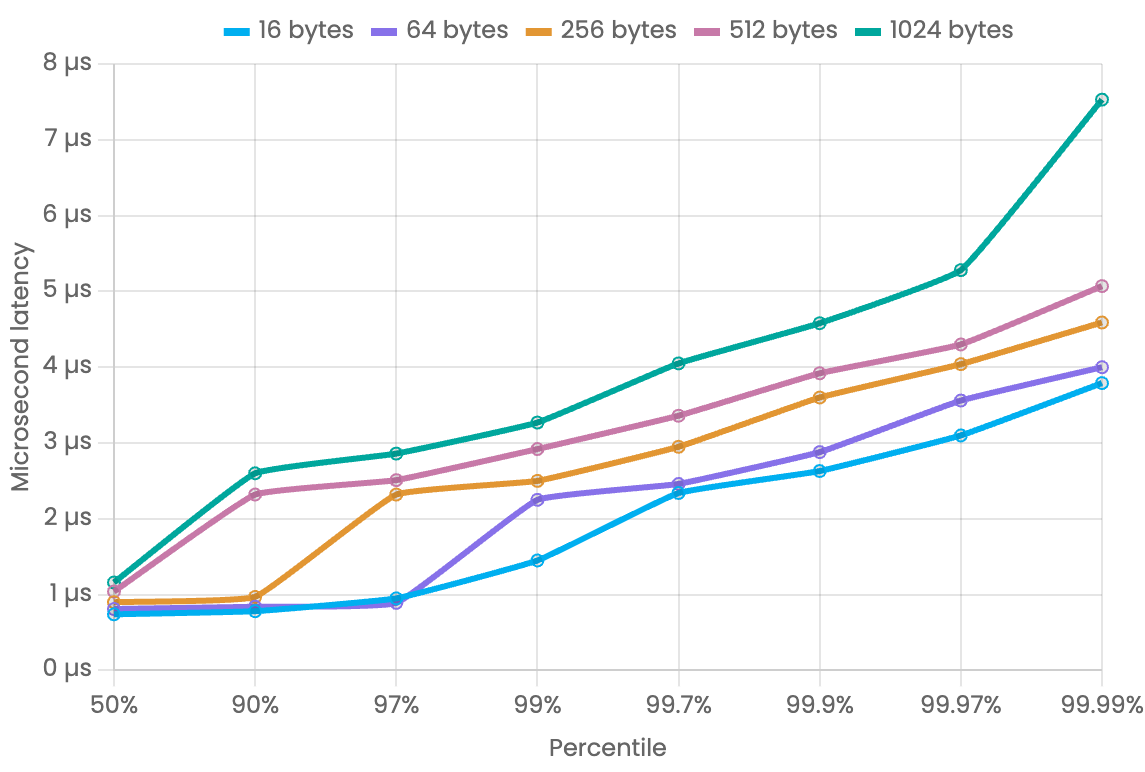 16 bytes 64 bytes 256 bytes 512 bytes 1024 bytes
8 µs
7 µs
6 µs
5 µs
4 µs
3 µs
2 µs
1 µs
0 µs
Microsecond latency
50% 90% 97% 99% 99.7% 99.9% 99.97% 99.99%
Percentile